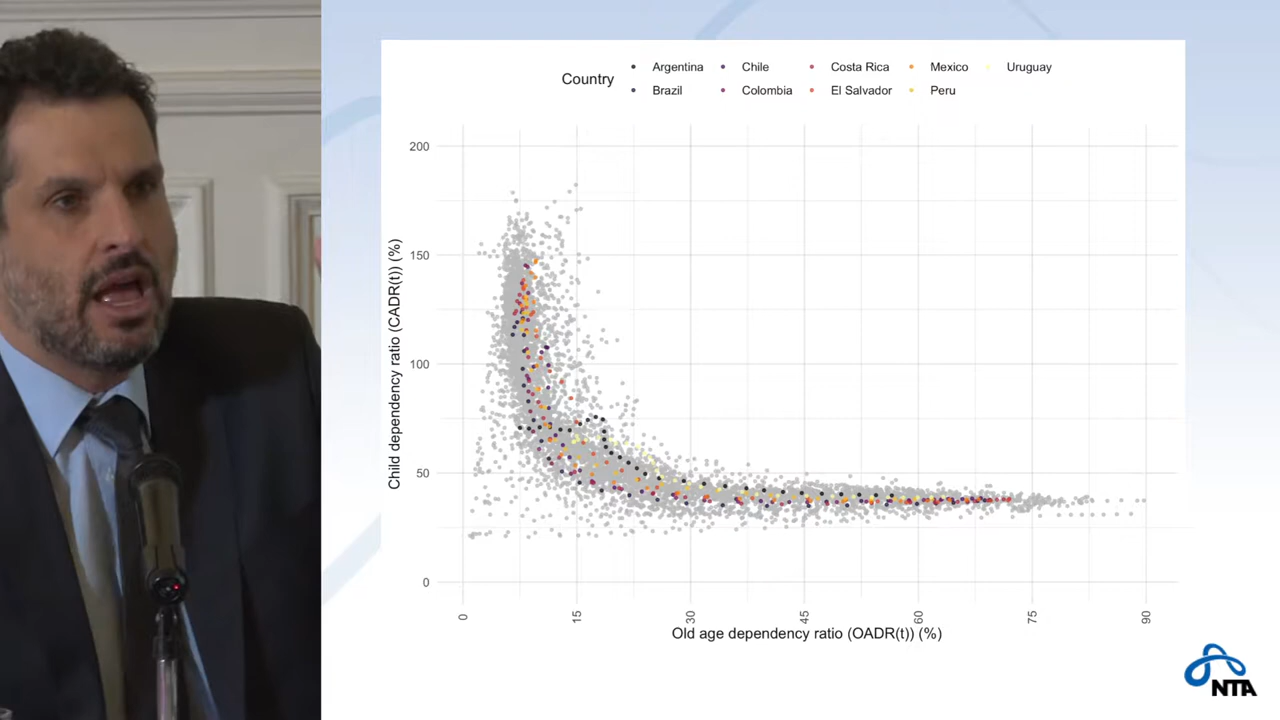 Country
Argentina
Chile
Costa Rica
Mexico
Uruguay
Brazil
Colombia
El Salvador
Peru
Child dependency ratio (CADR(t)) (%)
200
150
100
50
0
0
15
30
45
60
75
90
Old age dependency ratio (OADR(t)) (%)
NTA